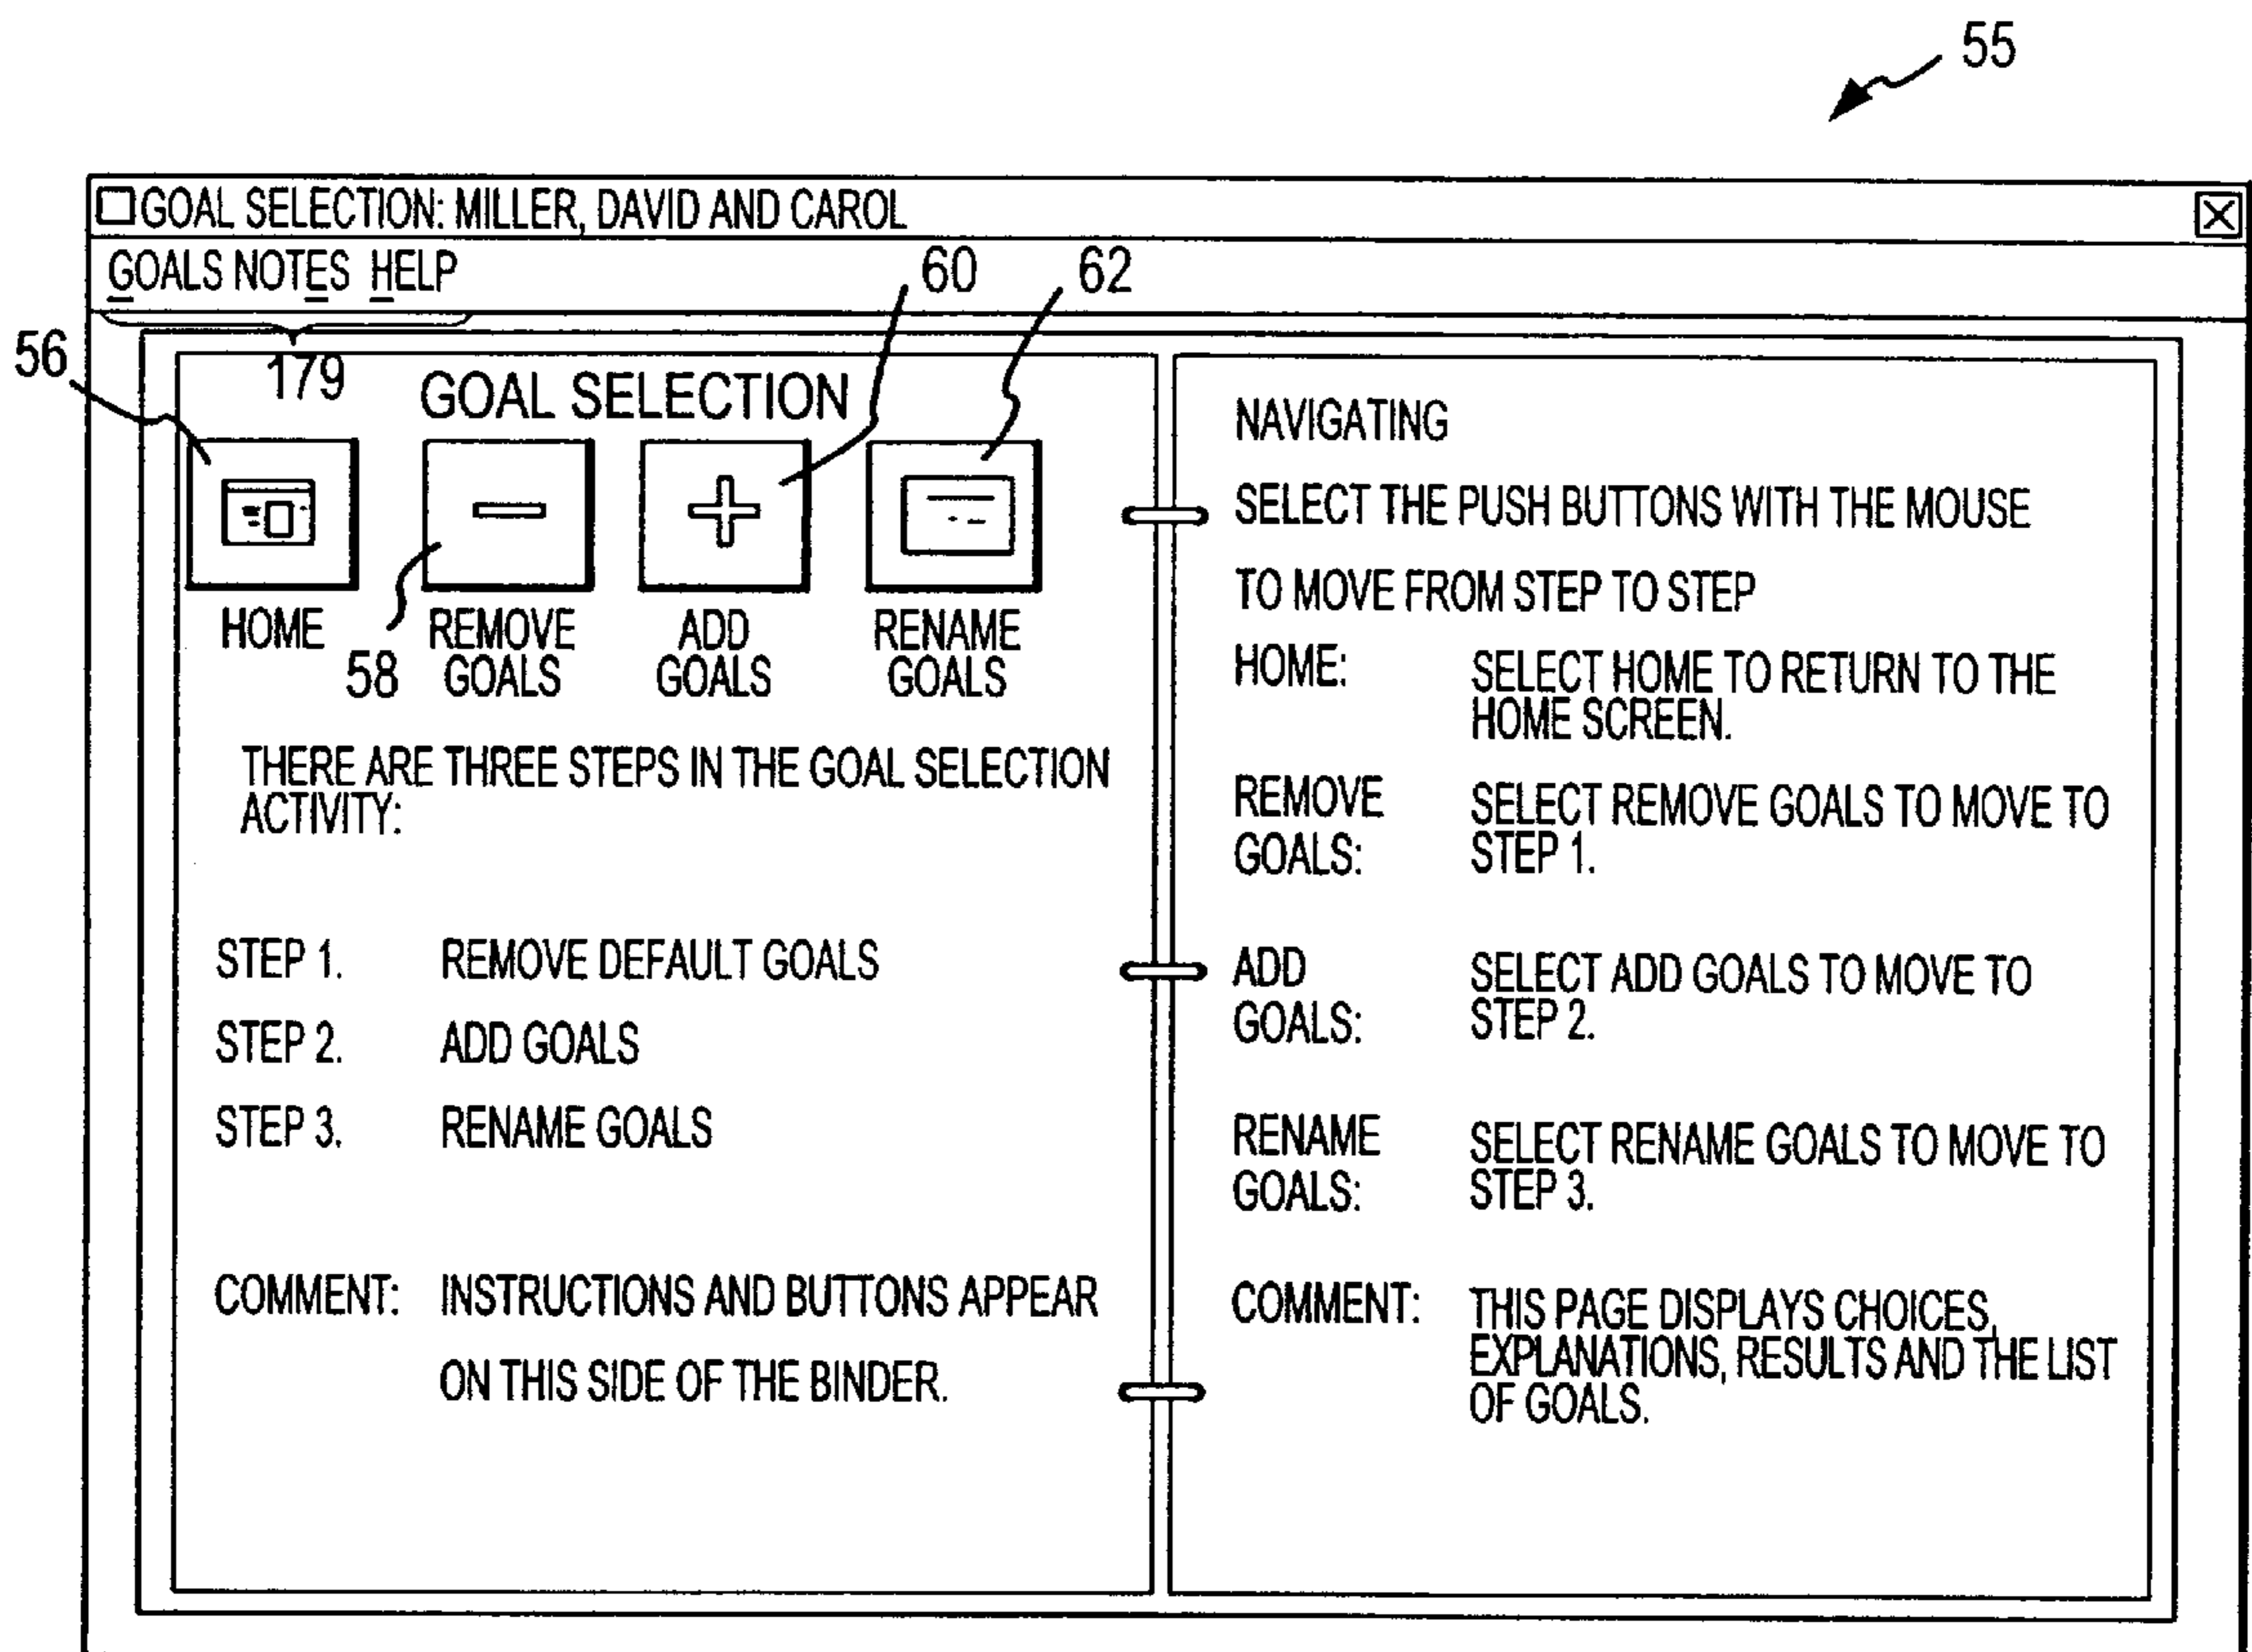 55
GOAL SELECTION: MILLER, DAVID AND CAROL
GOALS NOTES HELP
60
62
56
179
GOAL SELECTION
58
HOME
REMOVE
GOALS
ADD
GOALS
RENAME
GOALS
THERE ARE THREE STEPS IN THE GOAL SELECTION
ACTIVITY:
STEP 1. REMOVE DEFAULT GOALS
STEP 2. ADD GOALS
STEP 3. RENAME GOALS
COMMENT: INSTRUCTIONS AND BUTTONS APPEAR
ON THIS SIDE OF THE BINDER.
NAVIGATING
SELECT THE PUSH BUTTONS WITH THE MOUSE
TO MOVE FROM STEP TO STEP
HOME: SELECT HOME TO RETURN TO THE
HOME SCREEN.
REMOVE SELECT REMOVE GOALS TO MOVE TO
GOALS: STEP 1.
ADD SELECT ADD GOALS TO MOVE TO
GOALS: STEP 2.
RENAME SELECT RENAME GOALS TO MOVE TO
GOALS: STEP 3.
COMMENT: THIS PAGE DISPLAYS CHOICES,
EXPLANATIONS, RESULTS AND THE LIST
OF GOALS.